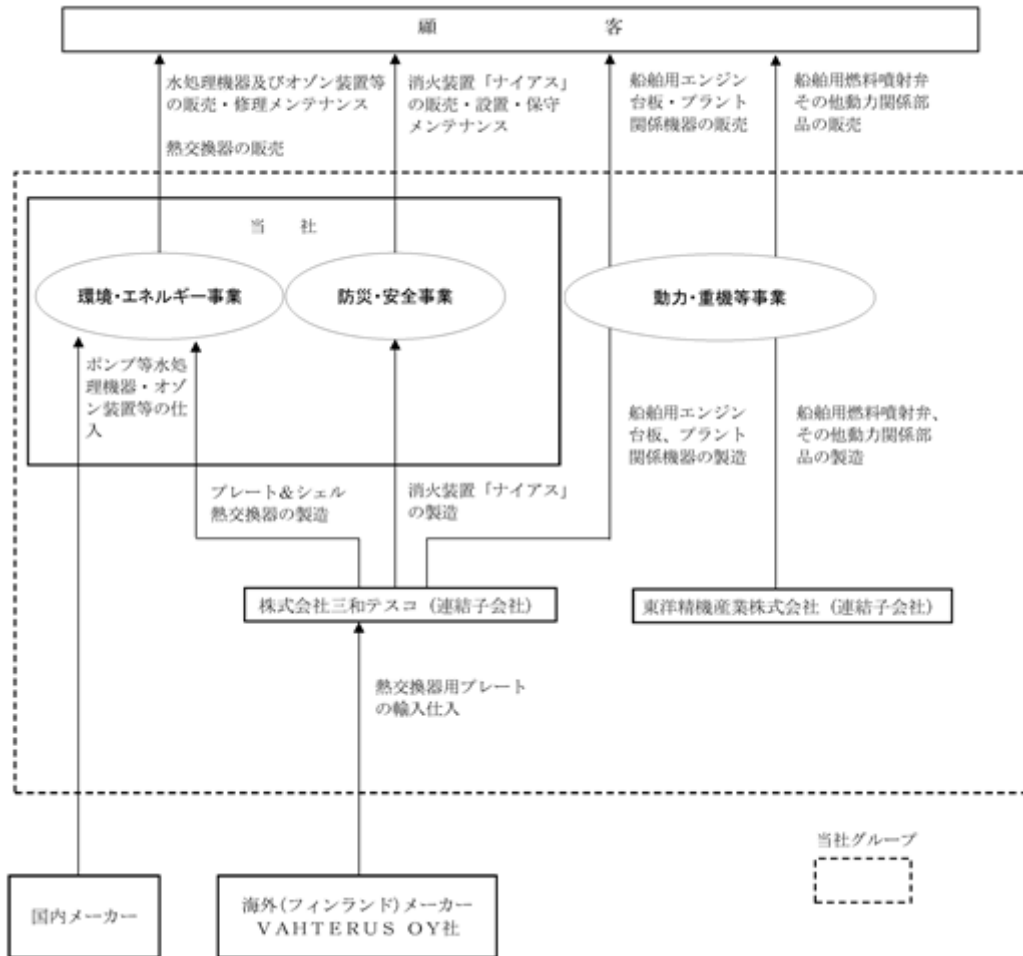 顧 客
水処理機器及びオゾン装置等
の販売・修理メンテナンス
熱交換器の販売
消火装置「ナイアス」
の販売・設置・保守
メンテナンス
船舶用エンジン
台板・プラント
関係機器の販売
船舶用燃料噴射弁
その他動力関係部
品の販売
当 社
環境・エネルギー事業
防災・安全事業
動力・重機等事業
ポンプ等水処
理機器・オゾ
ン装置等の仕
入
船舶用エンジン
台板、プラント
関係機器の製造
船舶用燃料噴射弁、
その他動力関係部
品の製造
プレート＆シェル
熱交換器の製造
消火装置「ナイアス」
の製造
株式会社三和テスコ（連結子会社）
東洋精機産業株式会社（連結子会社）
熱交換器用プレート
の輸入仕入
当社グループ
国内メーカー
海外(フィンランド)メーカー
ＶＡＨＴＥＲＵＳ ＯＹ社